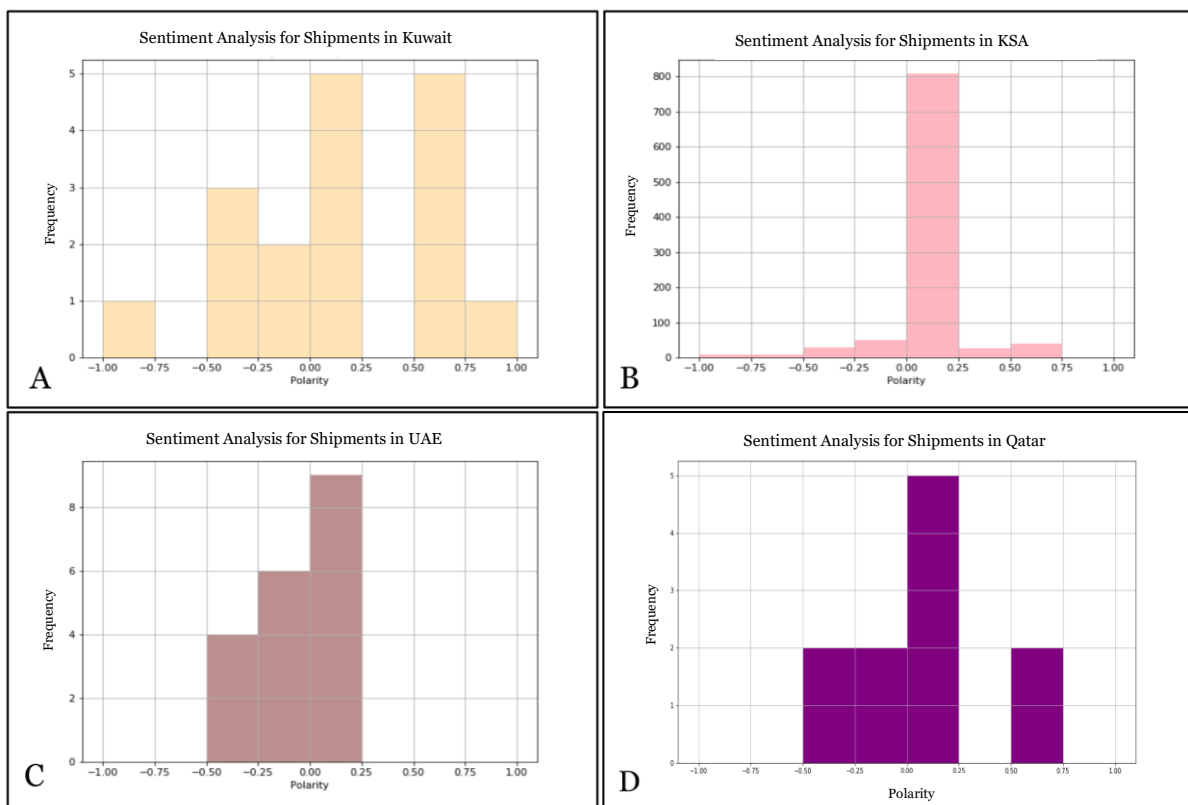 Sentiment Analysis for Shipments in Kuwait
5
4
3
2
1
0
Frequency
−1.00 −0.75 −0.50 −0.25 0.00 0.25 0.50 0.75 1.00
Polarity
A
Sentiment Analysis for Shipments in KSA
800
700
600
500
400
300
200
100
0
Frequency
−1.00 −0.75 −0.50 −0.25 0.00 0.25 0.50 0.75 1.00
Polarity
B
Sentiment Analysis for Shipments in UAE
8
6
4
2
0
Frequency
−1.00 −0.75 −0.50 −0.25 0.00 0.25 0.50 0.75 1.00
Polarity
C
Sentiment Analysis for Shipments in Qatar
5
4
3
2
1
0
Frequency
−1.00 −0.75 −0.50 −0.25 0.00 0.25 0.50 0.75 1.00
Polarity
D